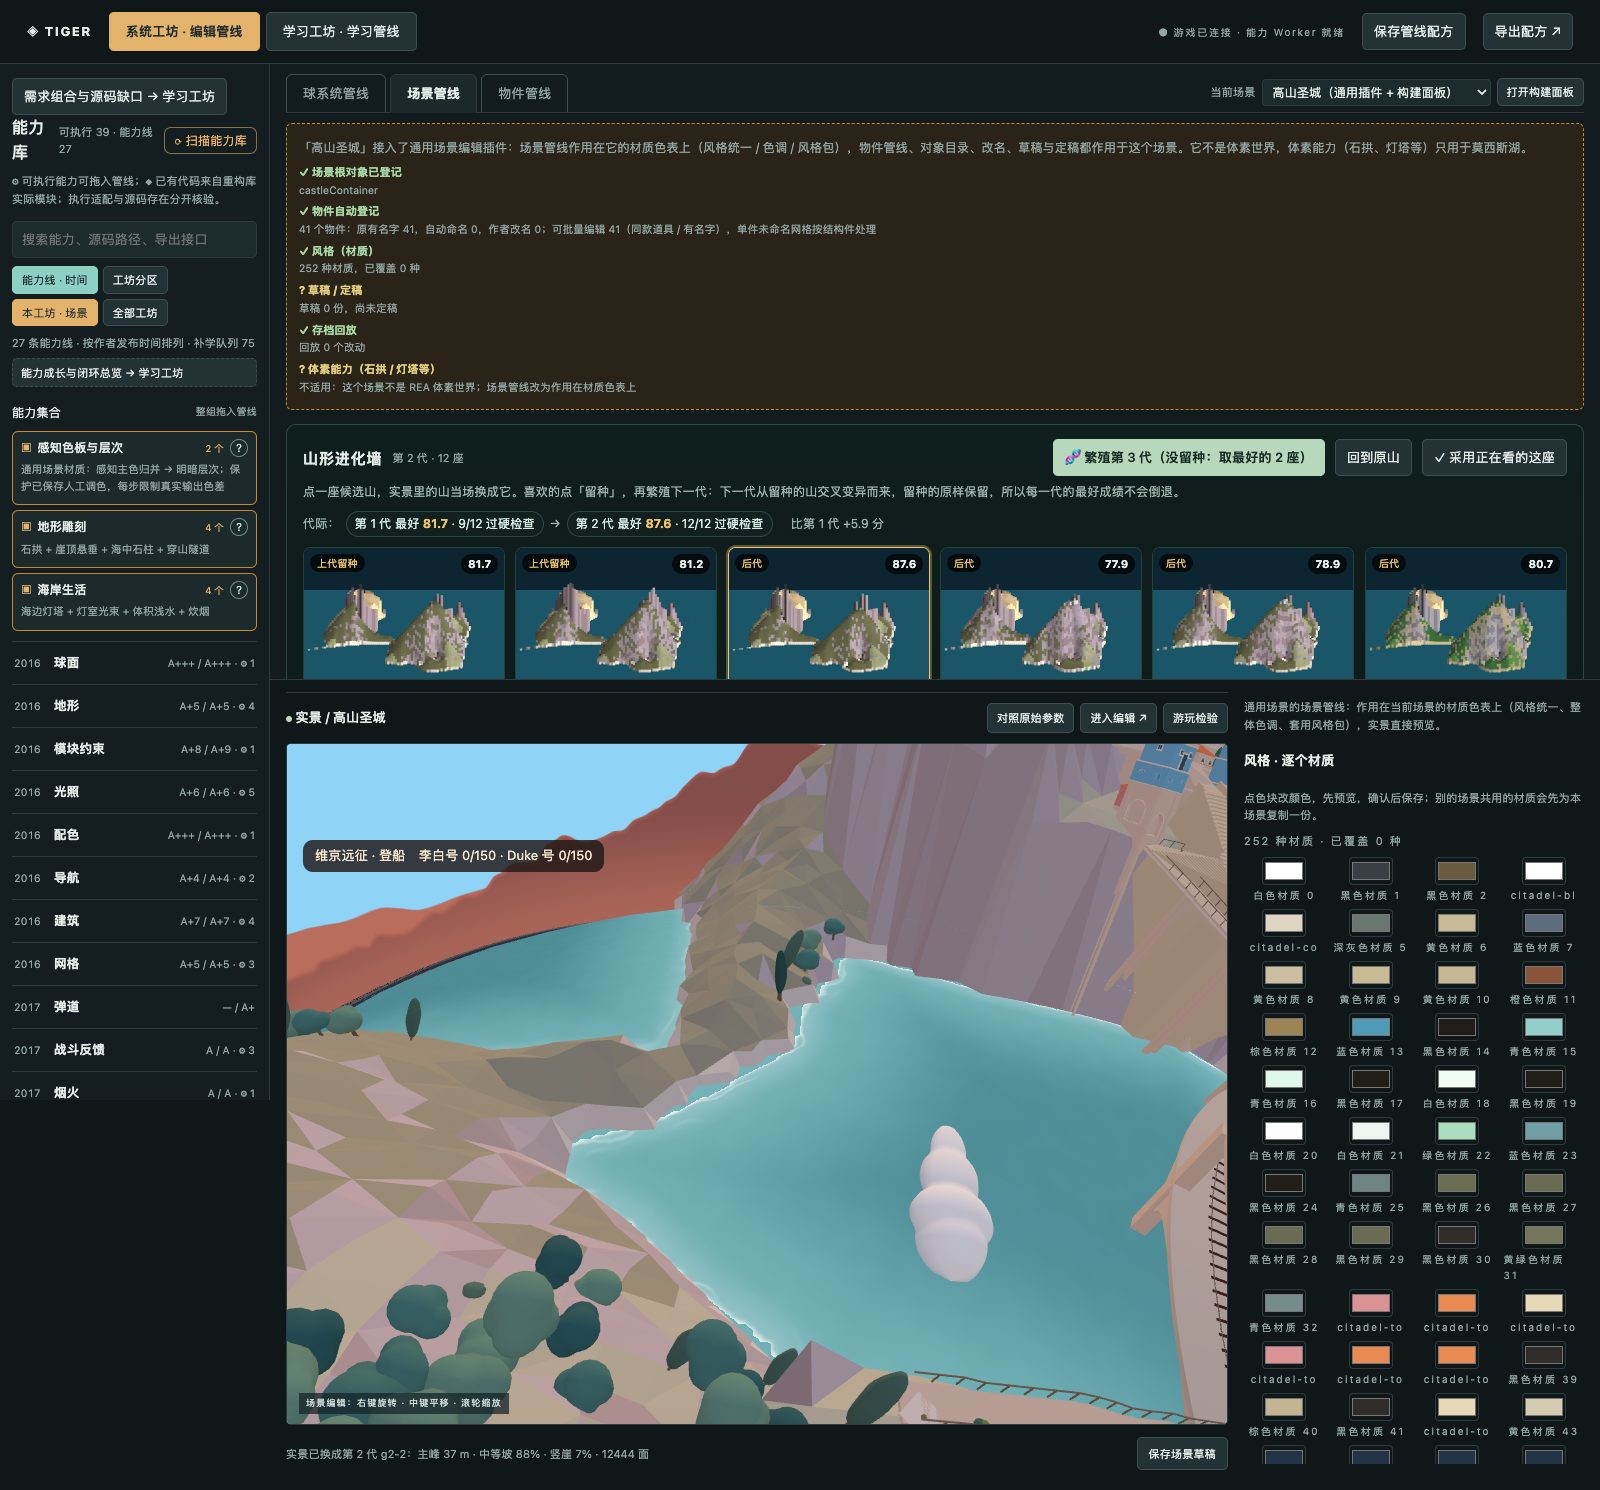 ◈ TIGER
系统工坊 · 编辑管线
学习工坊 · 学习管线
游戏已连接 · 能力 Worker 就绪
保存管线配方
导出配方 ↗
需求组合与源码缺口 → 学习工坊
能力库
可执行 39 · 能力线 27
⟳ 扫描能力库
⚙ 可执行能力可拖入管线；◆ 已有代码来自重构库实际模块；执行适配与源码存在分开核验。
搜索能力、源码路径、导出接口
能力线 · 时间
工坊分区
本工坊 · 场景
全部工坊
27 条能力线 · 按作者发布时间排列 · 补学队列 75
能力成长与闭环总览 → 学习工坊
能力集合
整组拖入管线
▣ 感知色板与层次
2 个 ?
通用场景材质：感知主色归并 → 明暗层次；保护已保存人工调色，每步限制真实输出色差
▣ 地形雕刻
4 个 ?
石拱 + 崖顶悬垂 + 海中石柱 + 穿山隧道
▣ 海岸生活
4 个 ?
海边灯塔 + 灯室光束 + 体积浅水 + 炊烟
2016 球面 A+++ / A+++ · ⚙ 1
2016 地形 A+5 / A+5 · ⚙ 4
2016 模块约束 A+8 / A+9 · ⚙ 1
2016 光照 A+6 / A+6 · ⚙ 5
2016 配色 A+++ / A+++ · ⚙ 1
2016 导航 A+4 / A+4 · ⚙ 2
2016 建筑 A+7 / A+7 · ⚙ 4
2016 网格 A+5 / A+5 · ⚙ 3
2017 弹道 — / A+
2017 战斗反馈 A / A · ⚙ 3
2017 烟火 A / A · ⚙ 1
球系统管线
场景管线
物件管线
当前场景
高山圣城（通用插件 + 构建面板）
打开构建面板
「高山圣城」接入了通用场景编辑插件：场景管线作用在它的材质色表上（风格统一 / 色调 / 风格包），物件管线、对象目录、改名、草稿与定稿都作用于这个场景。它不是体素世界，体素能力（石拱、灯塔等）只用于莫西斯湖。
✓ 场景根对象已登记
castleContainer
✓ 物件自动登记
41 个物件：原有名字 41，自动命名 0，作者改名 0；可批量编辑 41（同款道具 / 有名字），单件未命名网格按结构件处理
✓ 风格（材质）
252 种材质，已覆盖 0 种
? 草稿 / 定稿
草稿 0 份，尚未定稿
✓ 存档回放
回放 0 个改动
? 体素能力（石拱 / 灯塔等）
不适用：这个场景不是 REA 体素世界；场景管线改为作用在材质色表上
山形进化墙
第 2 代 · 12 座
🧬 繁殖第 3 代（没留种：取最好的 2 座）
回到原山
✓ 采用正在看的这座
点一座候选山，实景里的山当场换成它。喜欢的点「留种」，再繁殖下一代：下一代从留种的山交叉变异而来，留种的原样保留，所以每一代的最好成绩不会倒退。
代际：
第 1 代 最好 81.7 · 9/12 过硬检查
→
第 2 代 最好 87.6 · 12/12 过硬检查
比第 1 代 +5.9 分
上代留种 81.7
上代留种 81.2
后代 87.6
后代 77.9
后代 78.9
后代 80.7
实景 / 高山圣城
对照原始参数
进入编辑 ↗
游玩检验
维京远征 · 登船 李白号 0/150 · Duke 号 0/150
场景编辑：右键旋转 · 中键平移 · 滚轮缩放
实景已换成第 2 代 g2-2：主峰 37 m · 中等坡 88% · 竖崖 7% · 12444 面
保存场景草稿
通用场景的场景管线：作用在当前场景的材质色表上（风格统一、整体色调、套用风格包），实景直接预览。
风格 · 逐个材质
点色块改颜色，先预览，确认后保存；别的场景共用的材质会先为本场景复制一份。
252 种材质 · 已覆盖 0 种
白色材质 0 黑色材质 1 黑色材质 2 citadel-bl
citadel-co 深灰色材质 5 黄色材质 6 蓝色材质 7
黄色材质 8 黄色材质 9 黄色材质 10 橙色材质 11
棕色材质 12 蓝色材质 13 黑色材质 14 青色材质 15
青色材质 16 黑色材质 17 白色材质 18 黑色材质 19
白色材质 20 白色材质 21 绿色材质 22 蓝色材质 23
黑色材质 24 青色材质 25 黑色材质 26 黑色材质 27
黑色材质 28 黑色材质 29 黑色材质 30 黄绿色材质 31
青色材质 32 citadel-to citadel-to citadel-to
citadel-to citadel-to citadel-to 黑色材质 39
棕色材质 40 黑色材质 41 citadel-to 黄色材质 43